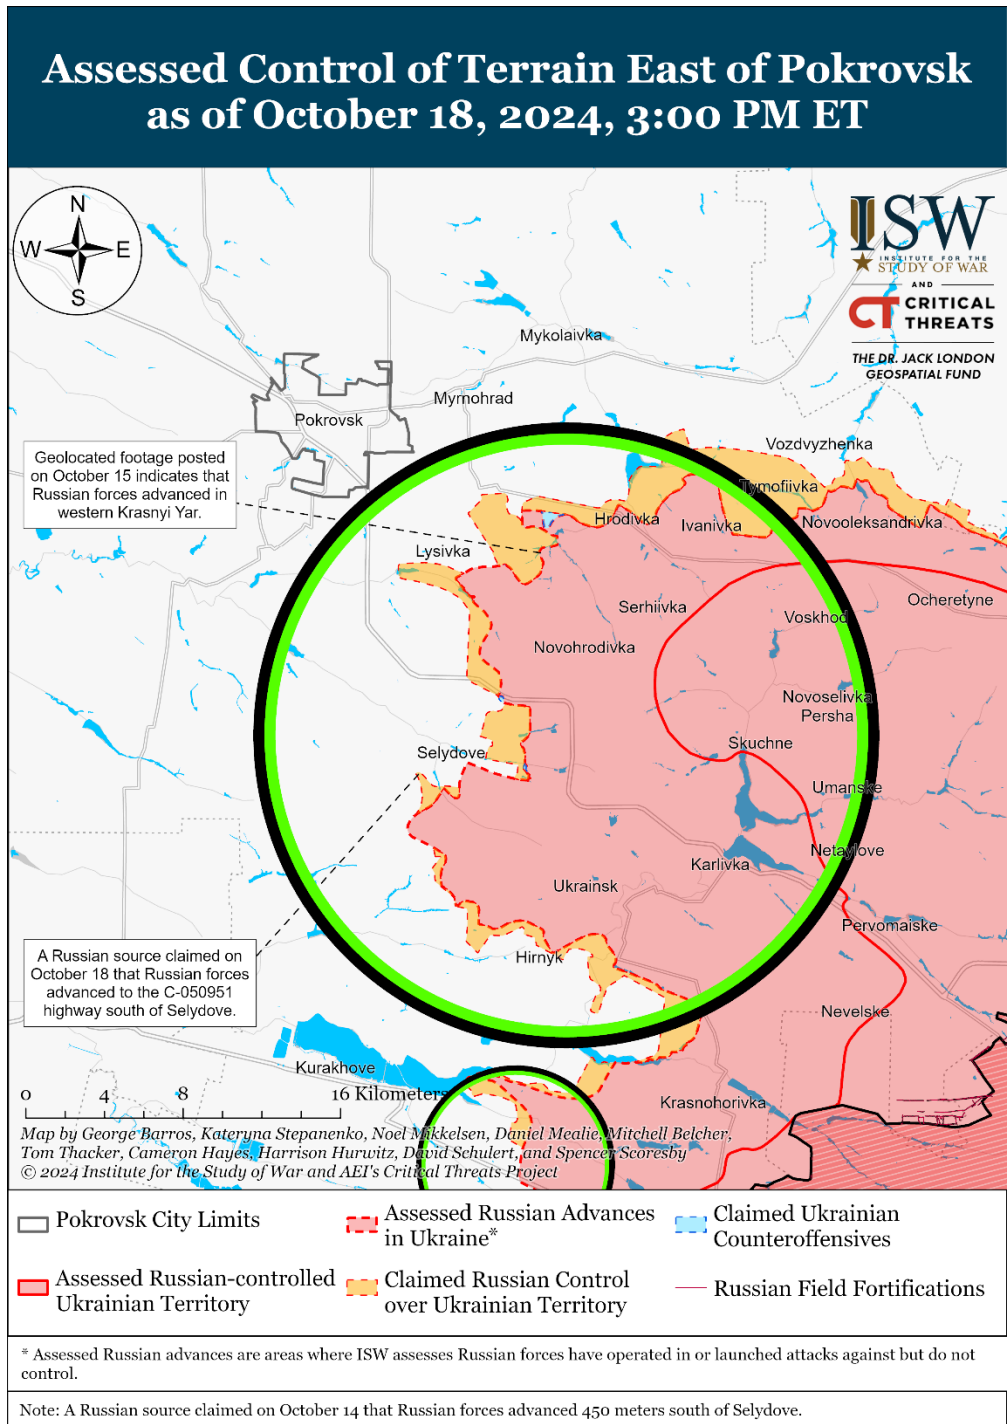 Assessed Control of Terrain East of Pokrovsk
as of October 18, 2024, 3:00 PM ET
N
W
E
S
ISW
INSTITUTE FOR THE
STUDY OF WAR
AND
CT CRITICAL
THREATS
THE DR. JACK LONDON
GEOSPATIAL FUND
Mykolaivka
Myrnohrad
Pokrovsk
Vozdvyzhenka
Geolocated footage posted
on October 15 indicates that
Russian forces advanced in
western Krasnyi Yar.
Tymofiivka
Hrodivka
Ivanivka
Novooleksandrivka
Lysivka
Serhiivka
Voskhod
Ocheretyne
Novohrodivka
Novoselivka
Persha
Selydove
Skuchne
Umanske
Netaylove
Karlivka
Ukrainsk
Pervomaiske
A Russian source claimed on
October 18 that Russian forces
advanced to the C-050951
highway south of Selydove.
Hirnyk
Nevelske
Kurakhove
Krasnohorivka
0 4 8 16 Kilometers
Map by George Barros, Kateryna Stepanenko, Noel Mikkelsen, Daniel Mealie, Mitchell Belcher,
Tom Thacker, Cameron Hayes, Harrison Hurwitz, David Schulert, and Spencer Scoresby
© 2024 Institute for the Study of War and AEI's Critical Threats Project
Pokrovsk City Limits
Assessed Russian Advances
in Ukraine*
Claimed Ukrainian
Counteroffensives
Assessed Russian-controlled
Ukrainian Territory
Claimed Russian Control
over Ukrainian Territory
Russian Field Fortifications
* Assessed Russian advances are areas where ISW assesses Russian forces have operated in or launched attacks against but do not
control.
Note: A Russian source claimed on October 14 that Russian forces advanced 450 meters south of Selydove.